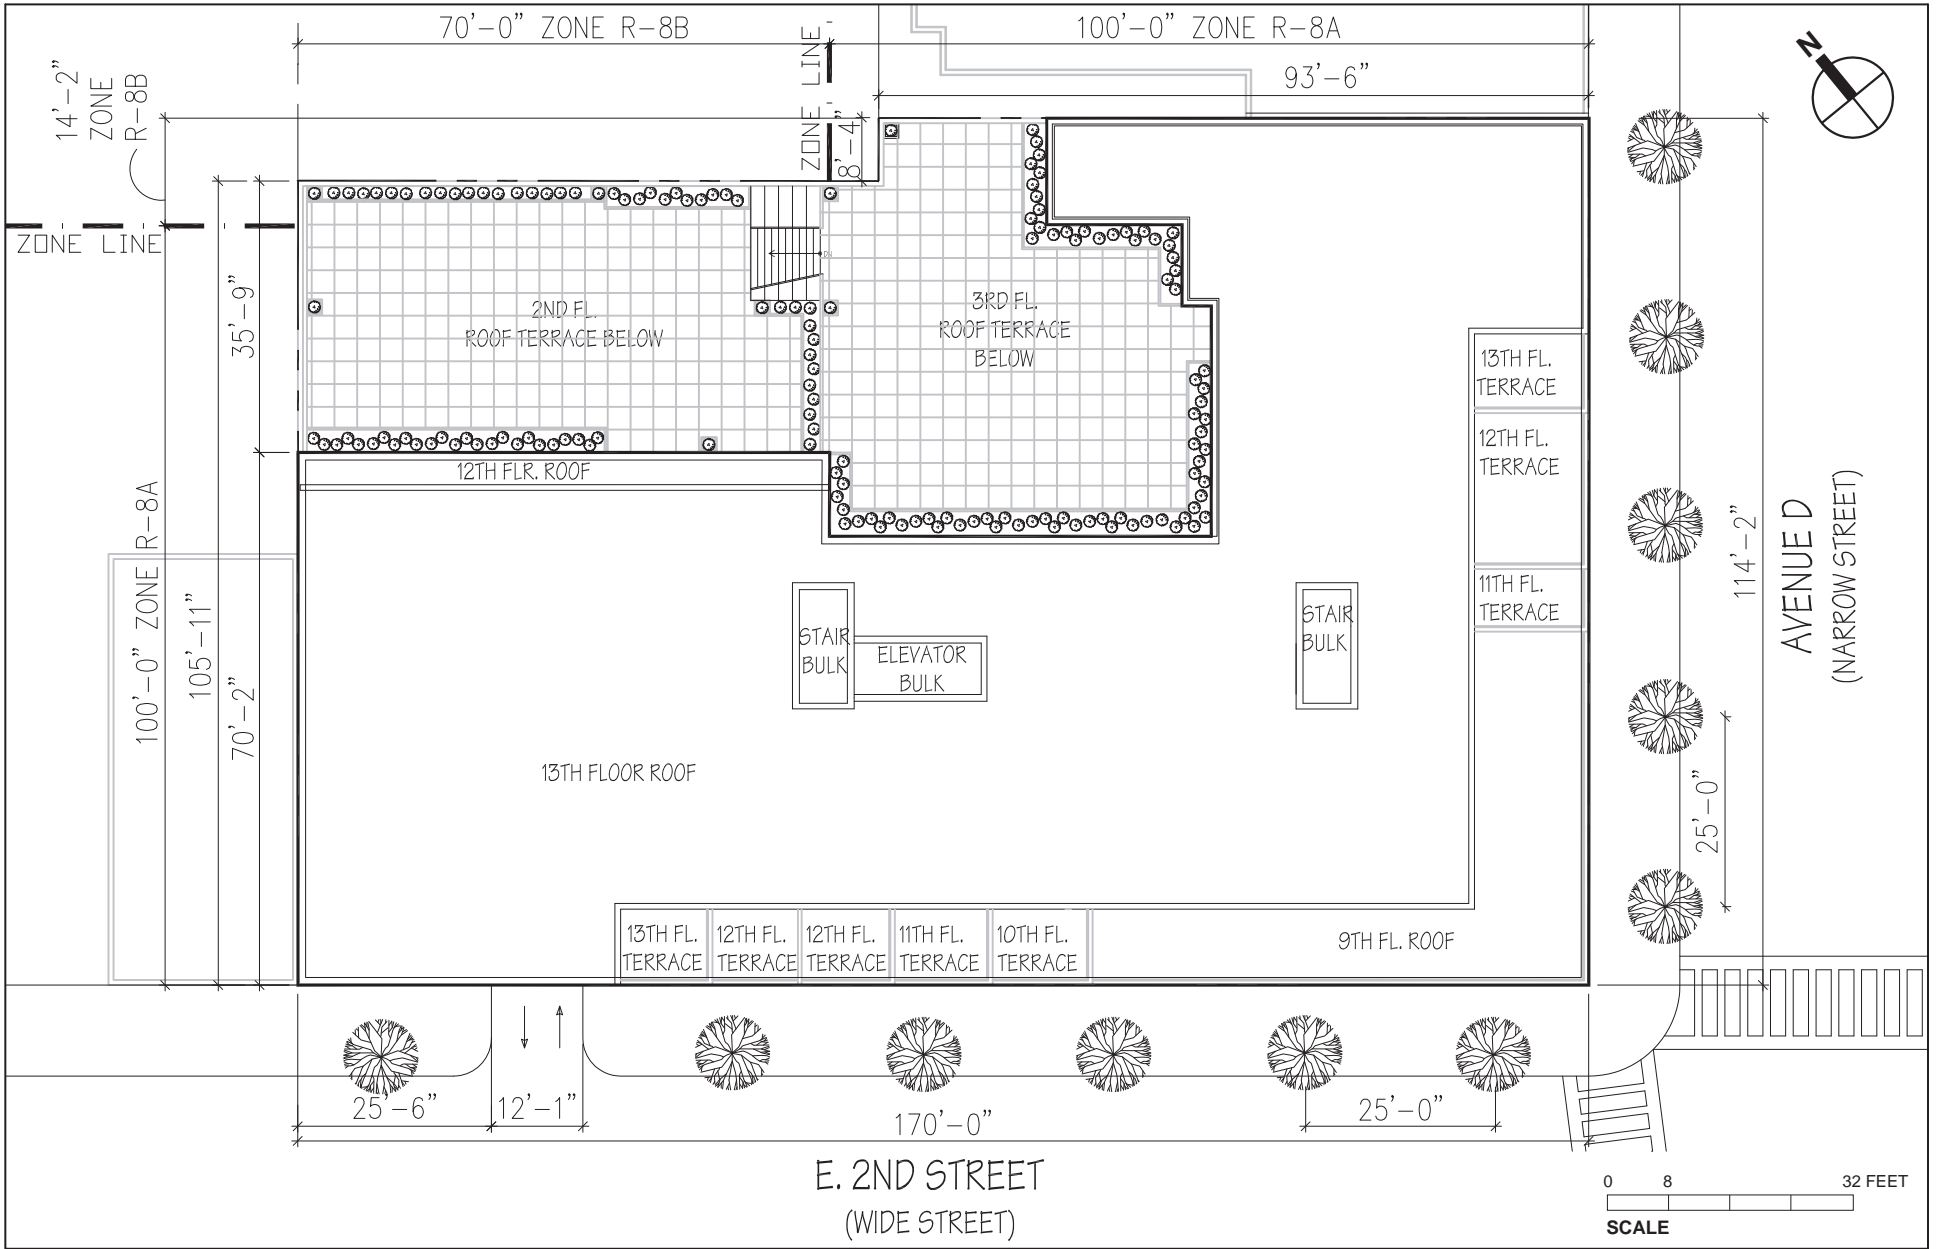 70'-0" ZONE R-8B
100'-0" ZONE R-8A
93'-6"
N
14'-2"
ZONE
R-8B
ZONE LINE
ZONE LINE
8'-4"
ZONE LINE
35'-9"
2ND FL.
ROOF TERRACE BELOW
DN
3RD FL.
ROOF TERRACE
BELOW
13TH FL.
TERRACE
12TH FL.
TERRACE
11TH FL.
TERRACE
12TH FLR. ROOF
100'-0" ZONE R-8A
105'-11"
70'-2"
STAIR
BULK
ELEVATOR
BULK
STAIR
BULK
13TH FLOOR ROOF
114'-2"
AVENUE D
(NARROW STREET)
25'-0"
13TH FL.
TERRACE
12TH FL.
TERRACE
12TH FL.
TERRACE
11TH FL.
TERRACE
10TH FL.
TERRACE
9TH FL. ROOF
25'-6"
12'-1"
170'-0"
25'-0"
E. 2ND STREET
(WIDE STREET)
0 8 32 FEET
SCALE